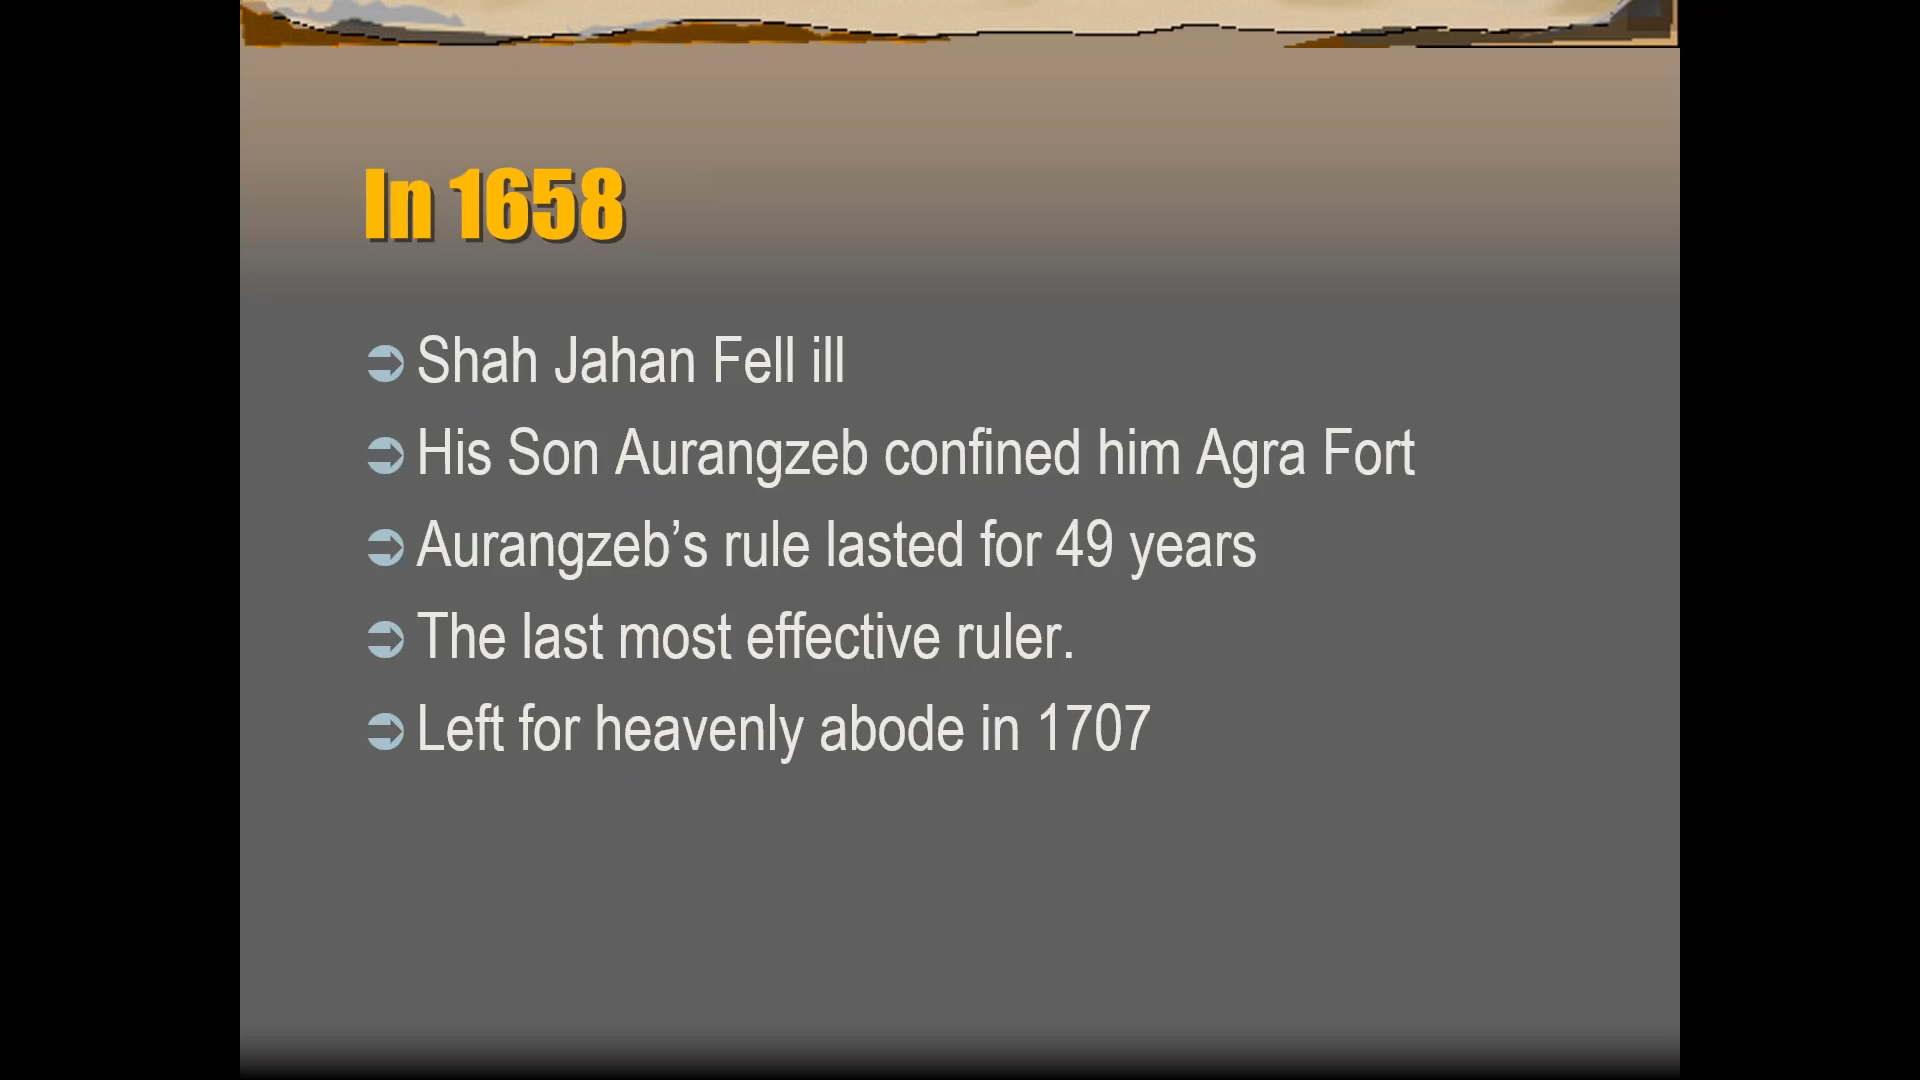 In 1658
Shah Jahan Fell ill
His Son Aurangzeb confined him Agra Fort
Aurangzeb’s rule lasted for 49 years
The last most effective ruler.
Left for heavenly abode in 1707